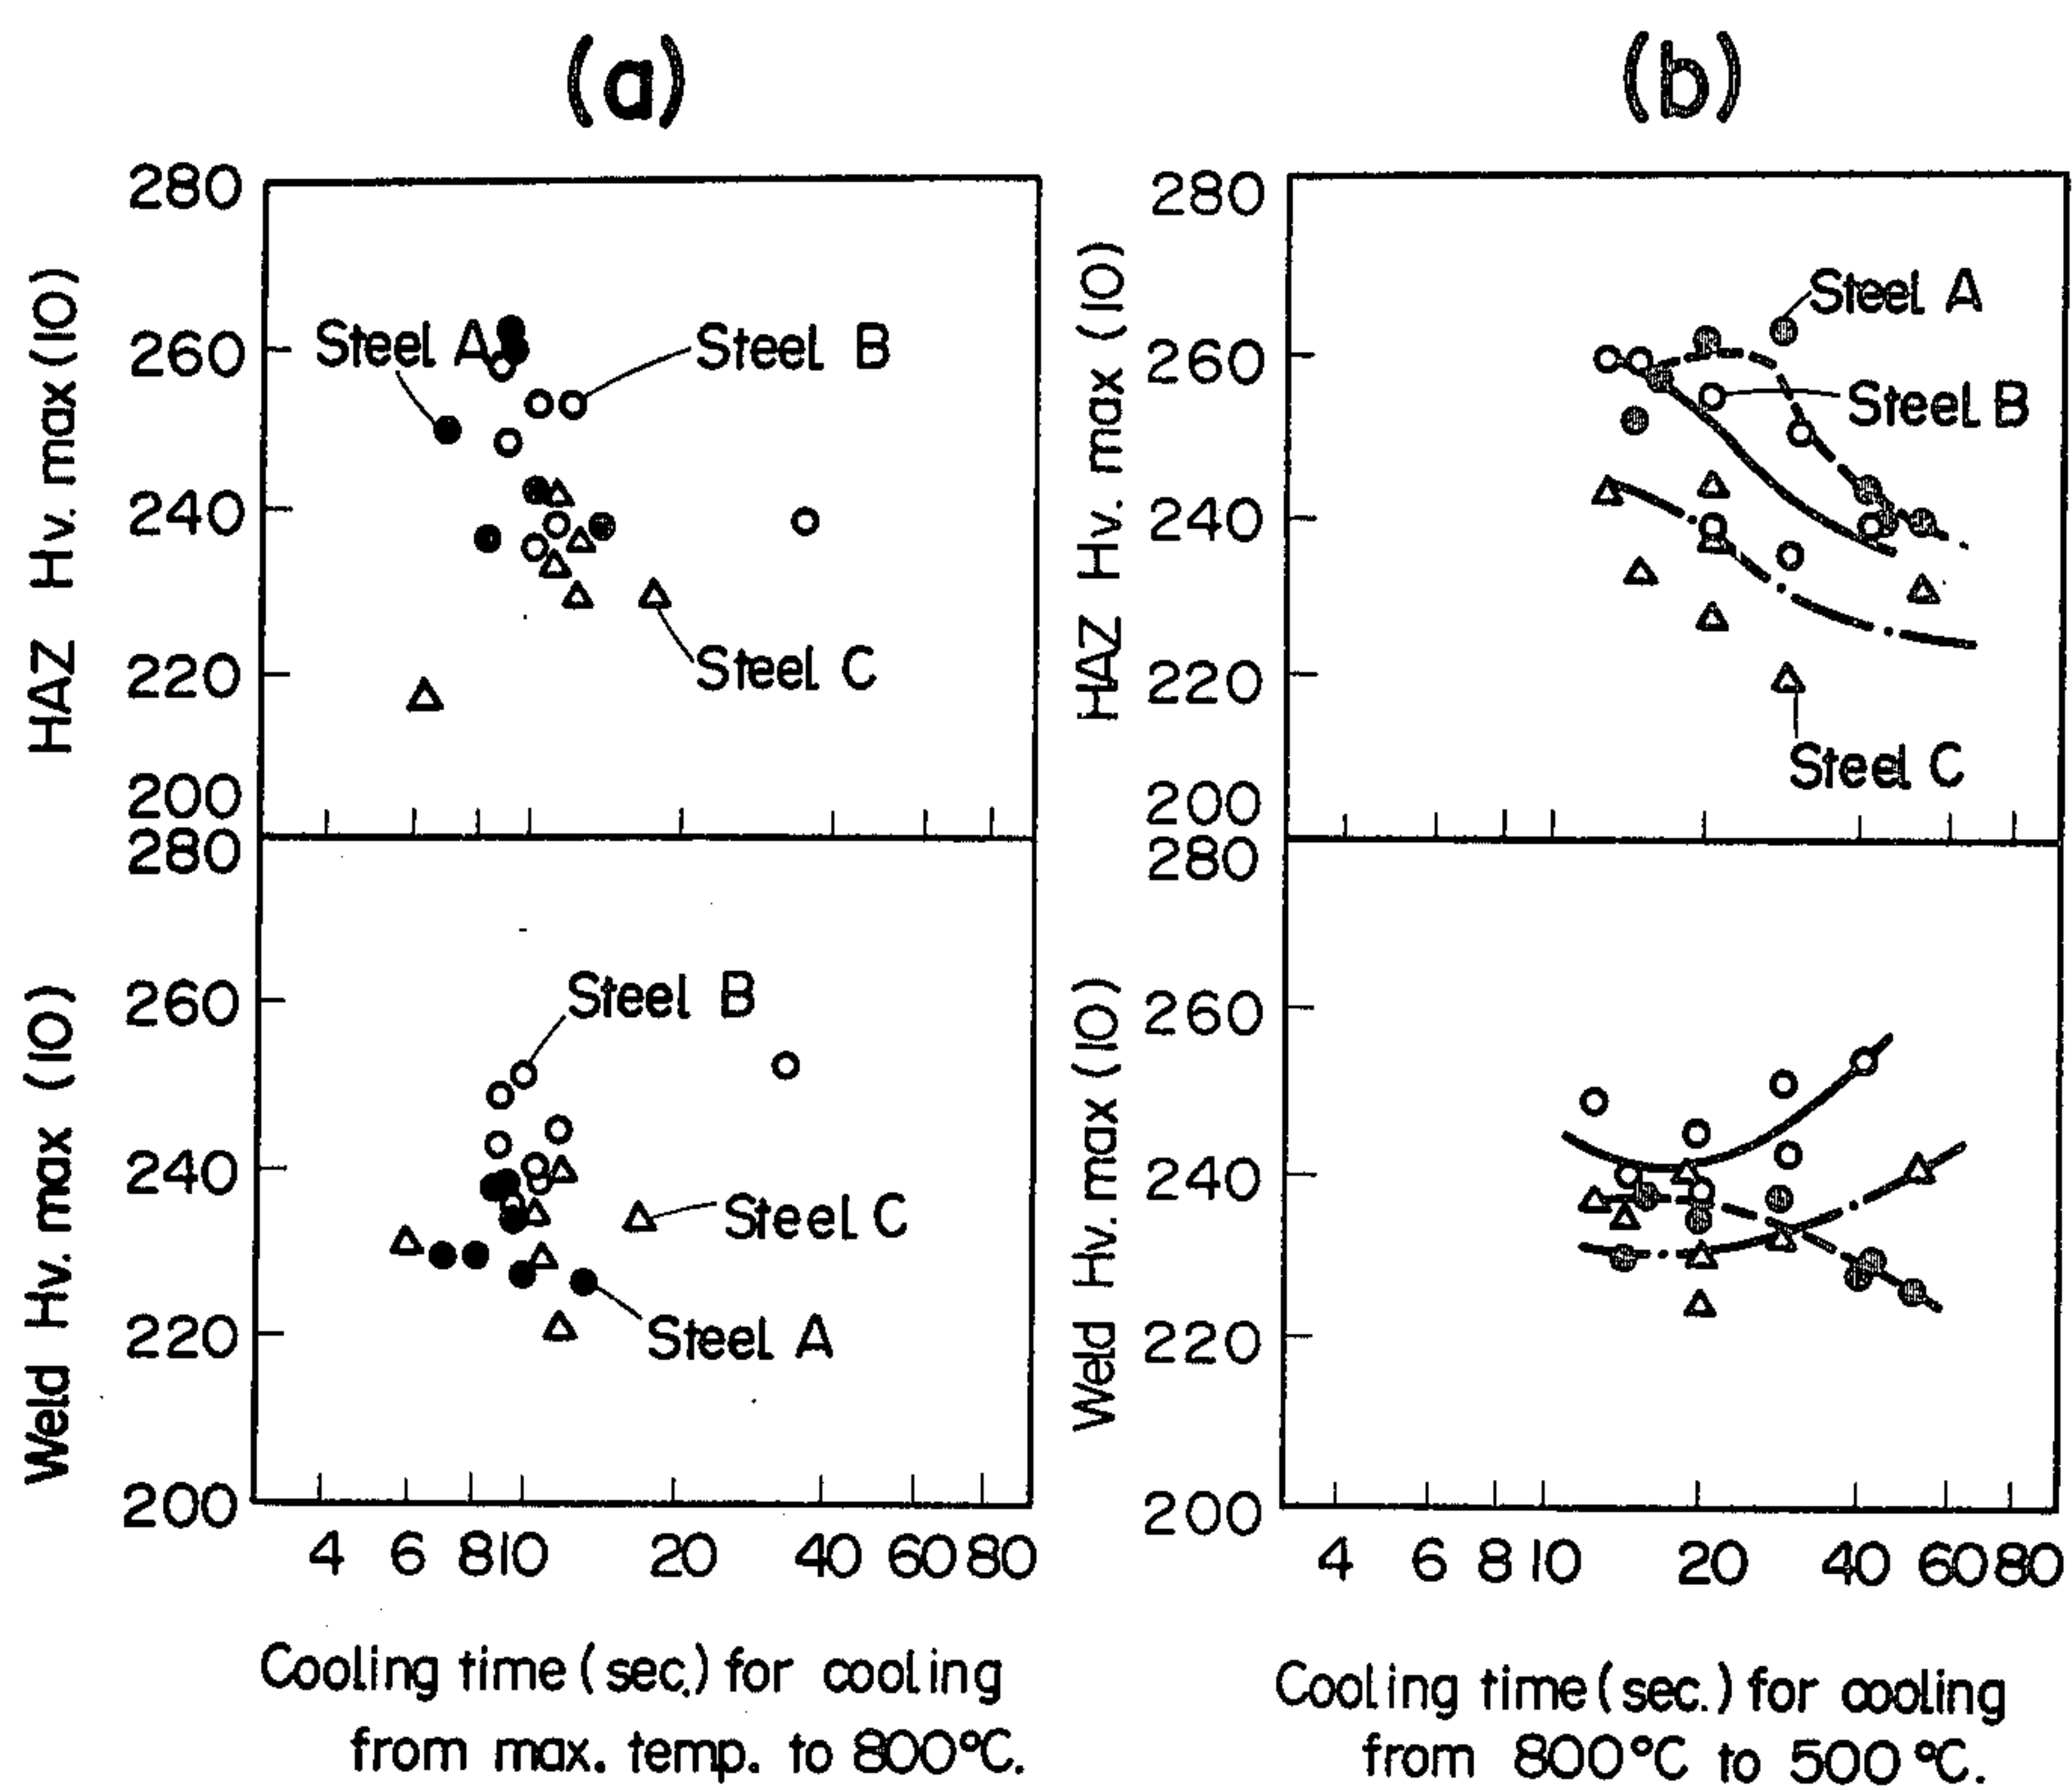 (a)
280
260
240
220
200
HAZ Hv. max (10)
Steel A
Steel B
Steel C
280
260
240
220
200
Weld Hv. max (10)
Steel B
Steel C
Steel A
4 6 8 10 20 40 60 80
Cooling time (sec.) for cooling
from max. temp. to 800°C.
(b)
280
260
240
220
200
HAZ Hv. max (10)
Steel A
Steel B
Steel C
280
260
240
220
200
Weld Hv. max (10)
4 6 8 10 20 40 60 80
Cooling time (sec.) for cooling
from 800°C to 500°C.